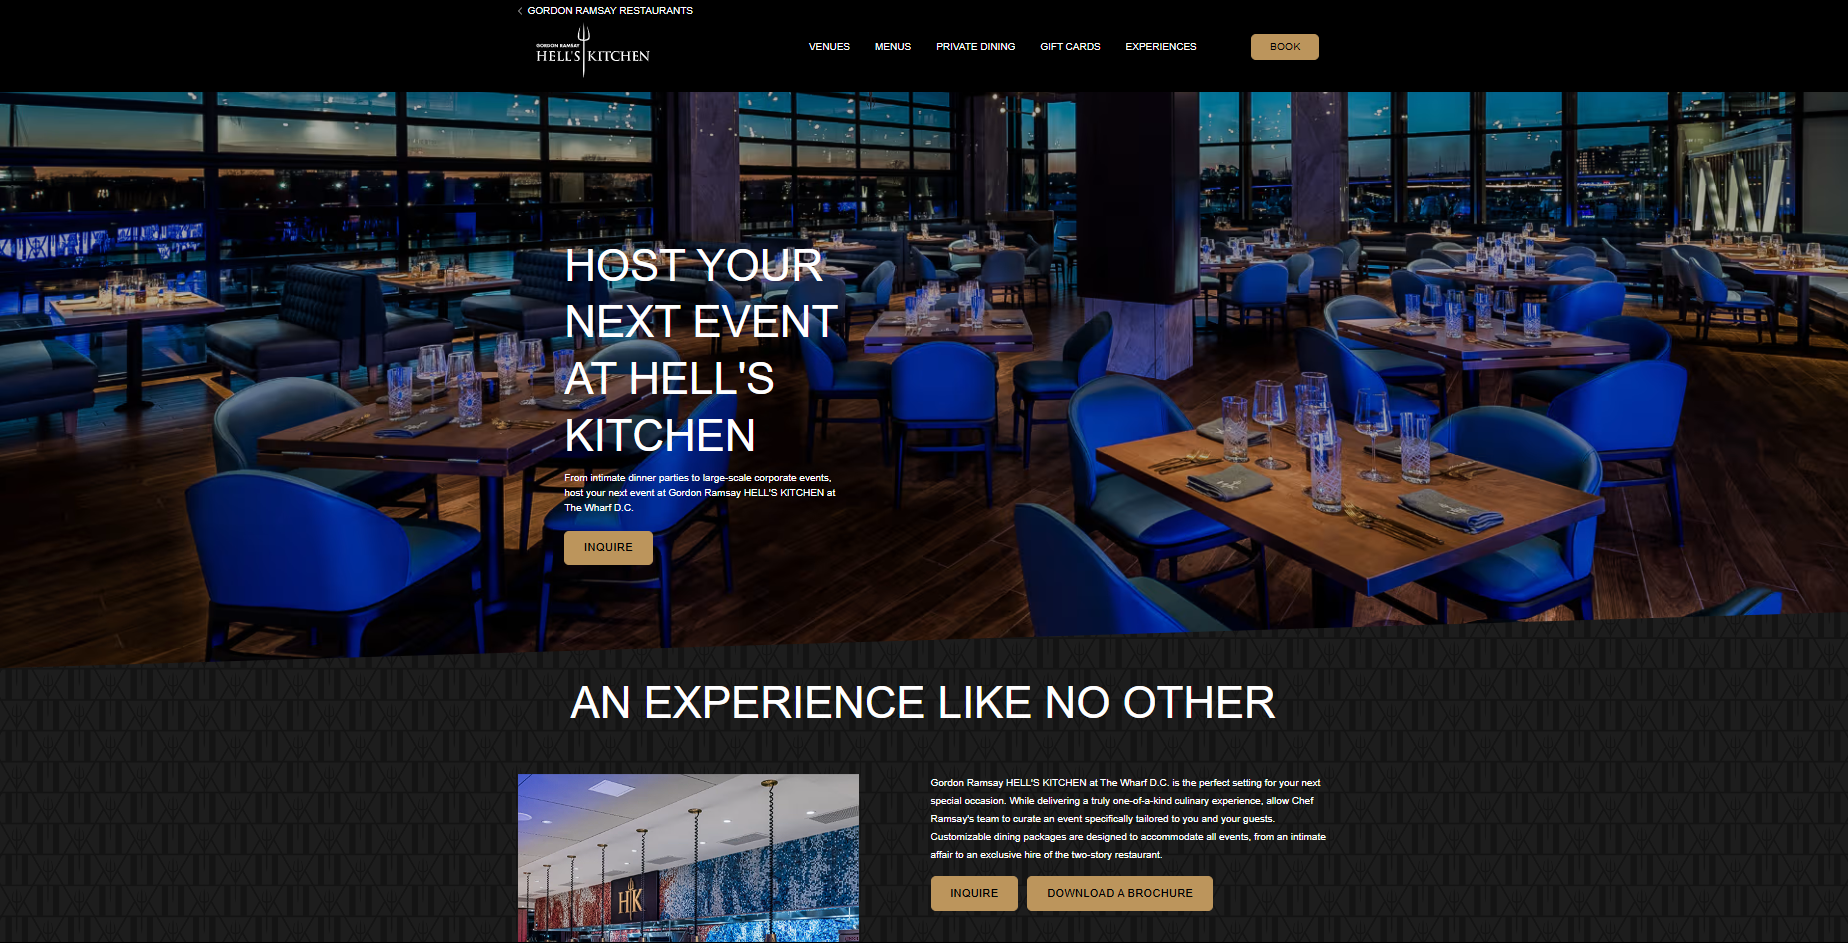 GORDON RAMSAY RESTAURANTS
GORDON RAMSAY
HELL'S KITCHEN
VENUES
MENUS
PRIVATE DINING
GIFT CARDS
EXPERIENCES
BOOK
HOST YOUR
NEXT EVENT
AT HELL'S
KITCHEN
From intimate dinner parties to large-scale corporate events,
host your next event at Gordon Ramsay HELL'S KITCHEN at
The Wharf D.C.
INQUIRE
AN EXPERIENCE LIKE NO OTHER
HK
Gordon Ramsay HELL'S KITCHEN at The Wharf D.C. is the perfect setting for your next
special occasion. While delivering a truly one-of-a-kind culinary experience, allow Chef
Ramsay's team to curate an event specifically tailored to you and your guests.
Customizable dining packages are designed to accommodate all events, from an intimate
affair to an exclusive hire of the two-story restaurant.
INQUIRE
DOWNLOAD A BROCHURE